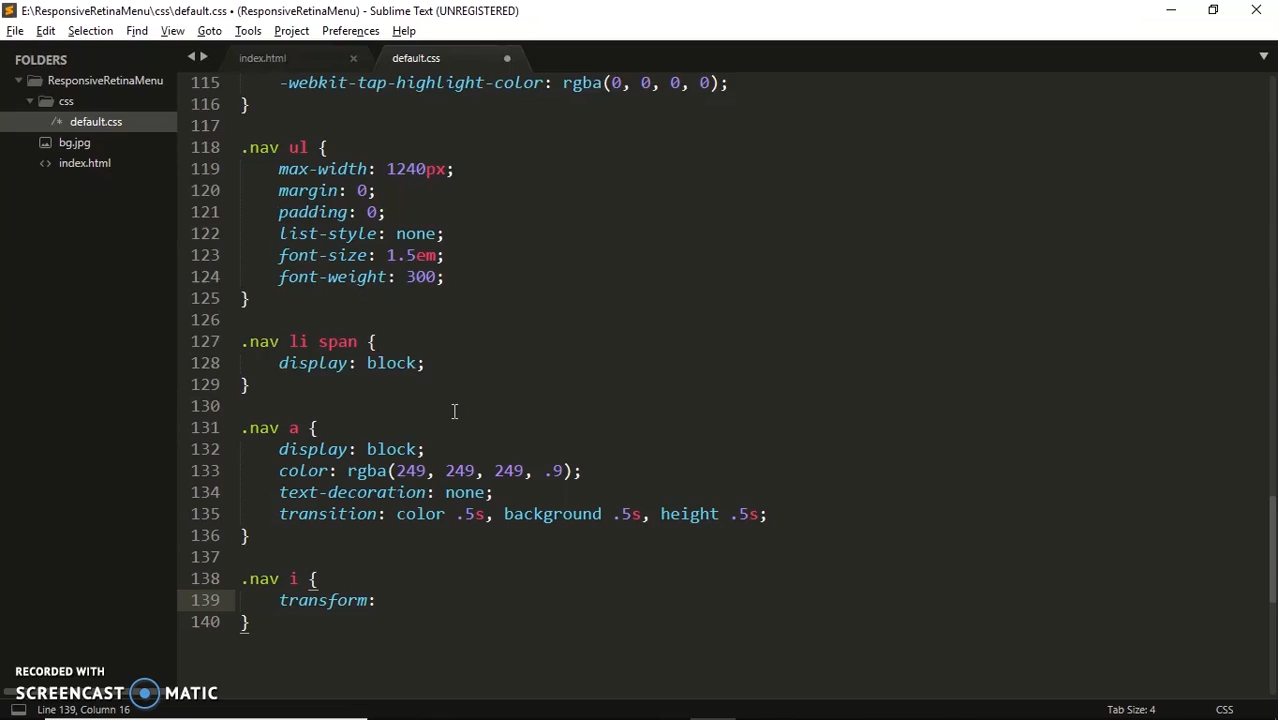 E:\ResponsiveRetinaMenu\css\default.css • (ResponsiveRetinaMenu) - Sublime Text (UNREGISTERED)
File Edit Selection Find View Goto Tools Project Preferences Help
FOLDERS
ResponsiveRetinaMenu
css
/* default.css
bg.jpg
<> index.html
index.html × default.css
115 -webkit-tap-highlight-color: rgba(0, 0, 0, 0);
116 }
117
118 .nav ul {
119 max-width: 1240px;
120 margin: 0;
121 padding: 0;
122 list-style: none;
123 font-size: 1.5em;
124 font-weight: 300;
125 }
126
127 .nav li span {
128 display: block;
129 }
130
131 .nav a {
132 display: block;
133 color: rgba(249, 249, 249, .9);
134 text-decoration: none;
135 transition: color .5s, background .5s, height .5s;
136 }
137
138 .nav i {
139 transform:
140 }
RECORDED WITH
SCREENCAST MATIC
Line 139, Column 16 Tab Size: 4 CSS